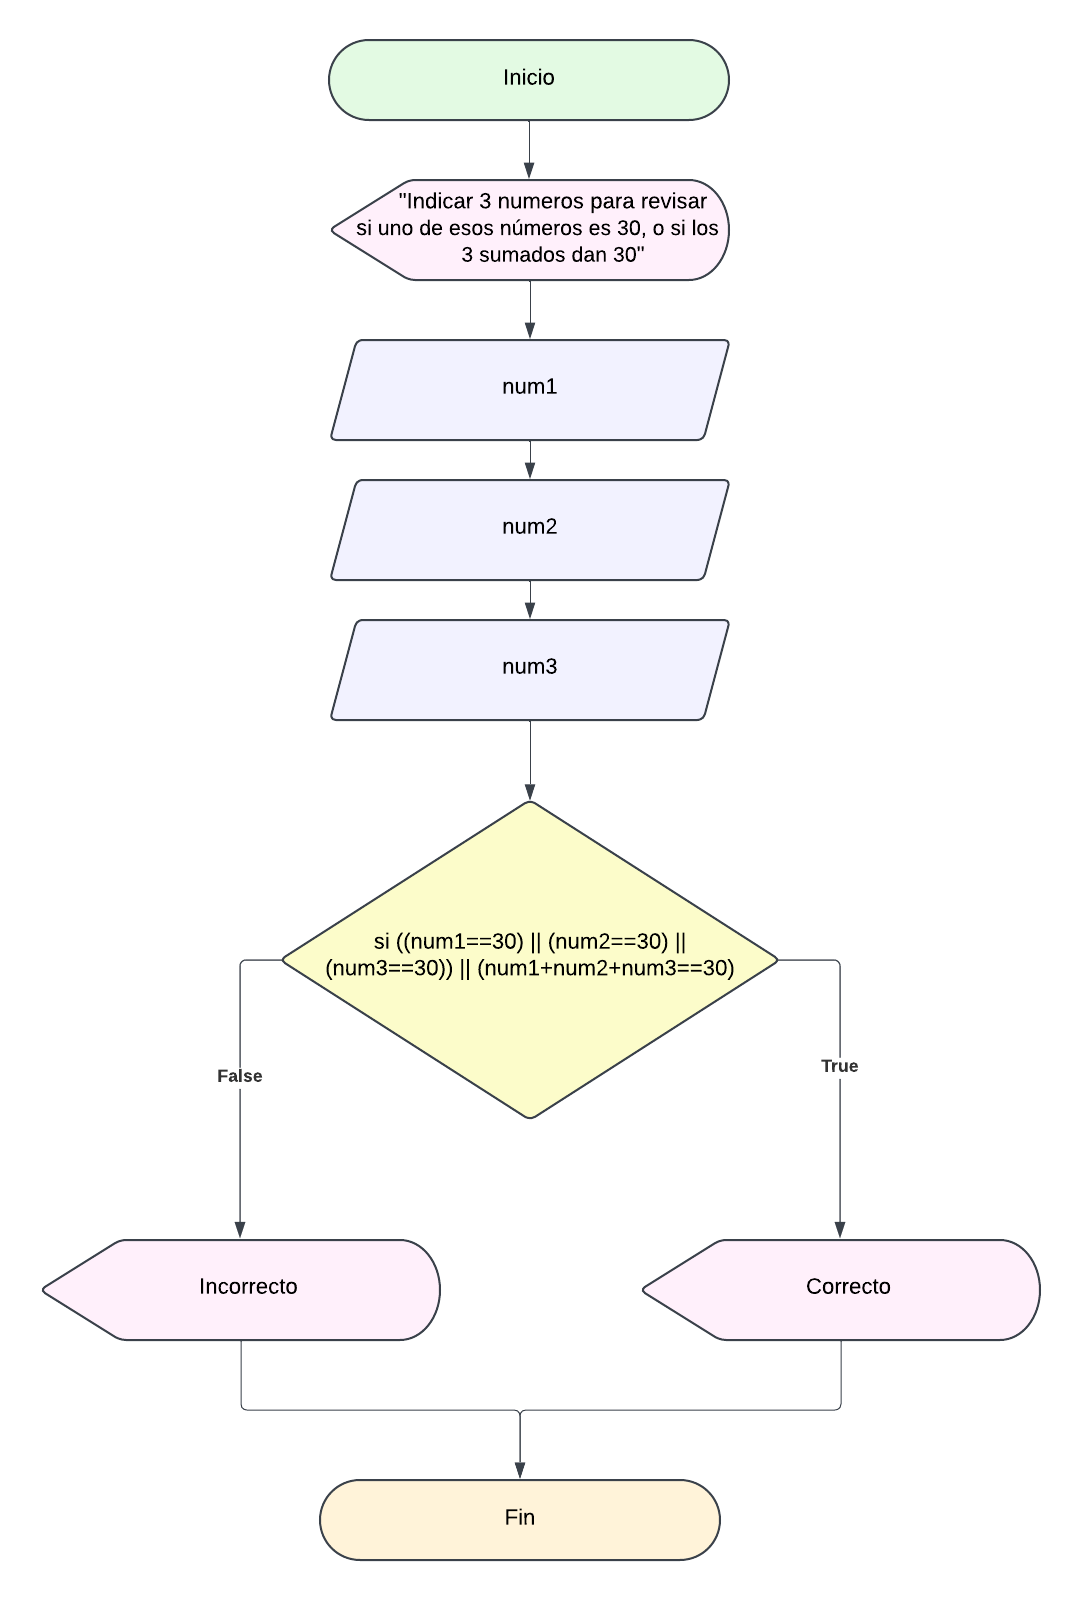 Inicio
"Indicar 3 numeros para revisar
si uno de esos números es 30, o si los
3 sumados dan 30"
num1
num2
num3
si ((num1==30) || (num2==30) ||
(num3==30)) || (num1+num2+num3==30)
False
True
Incorrecto
Correcto
Fin